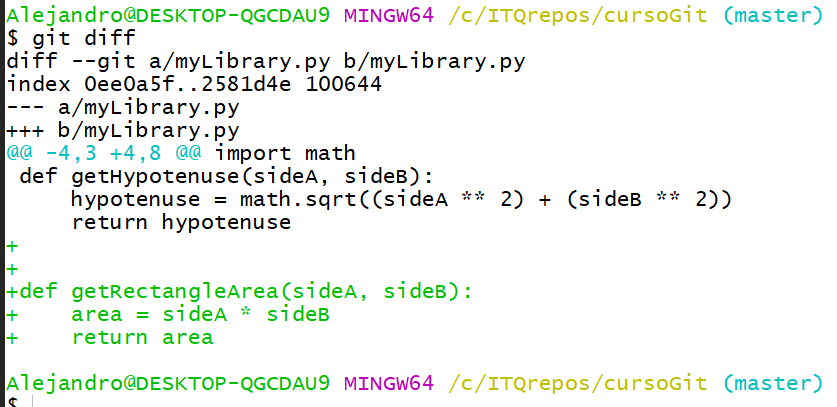 Alejandro@DESKTOP-QGCDAU9 MINGW64 /c/ITQrepos/cursoGit (master)
$ git diff
diff --git a/myLibrary.py b/myLibrary.py
index 0ee0a5f..2581d4e 100644
--- a/myLibrary.py
+++ b/myLibrary.py
@@ -4,3 +4,8 @@ import math
 def getHypotenuse(sideA, sideB):
     hypotenuse = math.sqrt((sideA ** 2) + (sideB ** 2))
     return hypotenuse
+
+
+def getRectangleArea(sideA, sideB):
+    area = sideA * sideB
+    return area
Alejandro@DESKTOP-QGCDAU9 MINGW64 /c/ITQrepos/cursoGit (master)
$